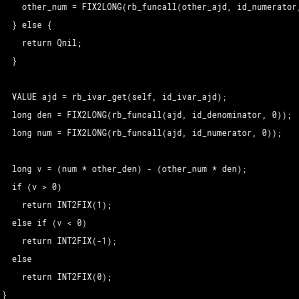 other_num = FIX2LONG(rb_funcall(other_ajd, id_numerator,
} else {
return Qnil;
}
VALUE ajd = rb_ivar_get(self, id_ivar_ajd);
long den = FIX2LONG(rb_funcall(ajd, id_denominator, 0));
long num = FIX2LONG(rb_funcall(ajd, id_numerator, 0));
long v = (num * other_den) - (other_num * den);
if (v > 0)
return INT2FIX(1);
else if (v < 0)
return INT2FIX(-1);
else
return INT2FIX(0);
}